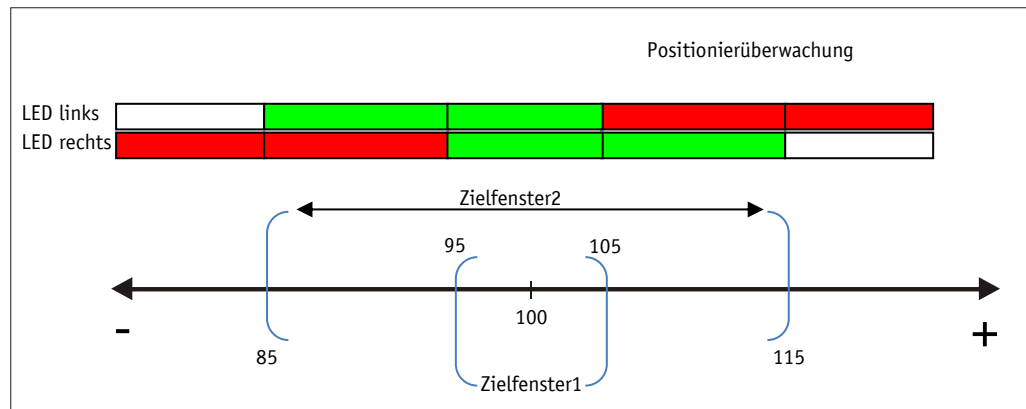 Positionierüberwachung
LED links
LED rechts
Zielfenster2
95 105
- 100 +
85 115
Zielfenster1